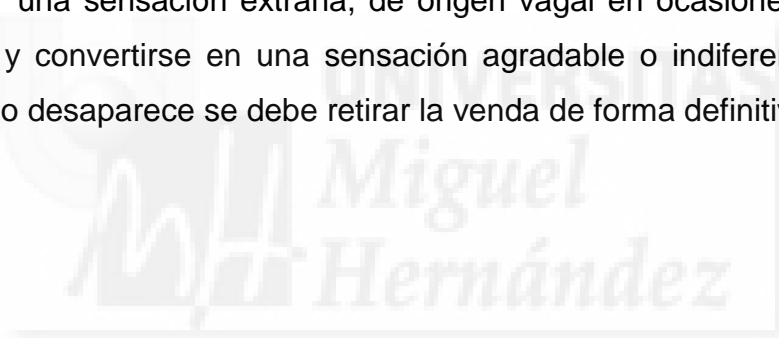 una sensación extraña, de origen vagal en ocasione
y convertirse en una sensación agradable o indifere
o desaparece se debe retirar la venda de forma definitiv
UNIVERSITAS
Miguel
Hernández